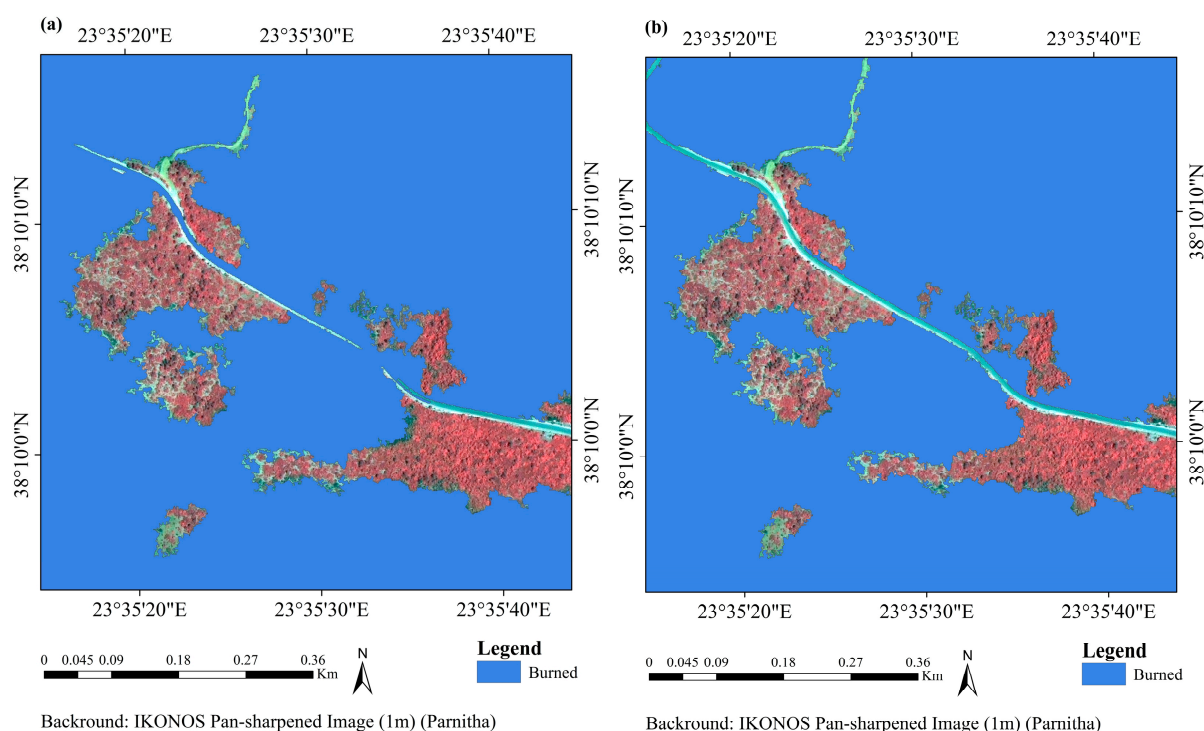 (a)
23°35'20"E 23°35'30"E 23°35'40"E
38°10'10"N 38°10'10"N
38°10'0"N 38°10'0"N
23°35'20"E 23°35'30"E 23°35'40"E
0 0.045 0.09 0.18 0.27 0.36
Km
N
Legend
Burned
Backround: IKONOS Pan-sharpened Image (1m) (Parnitha)
(b)
23°35'20"E 23°35'30"E 23°35'40"E
38°10'10"N 38°10'10"N
38°10'0"N 38°10'0"N
23°35'20"E 23°35'30"E 23°35'40"E
0 0.045 0.09 0.18 0.27 0.36
Km
N
Legend
Burned
Backround: IKONOS Pan-sharpened Image (1m) (Parnitha)